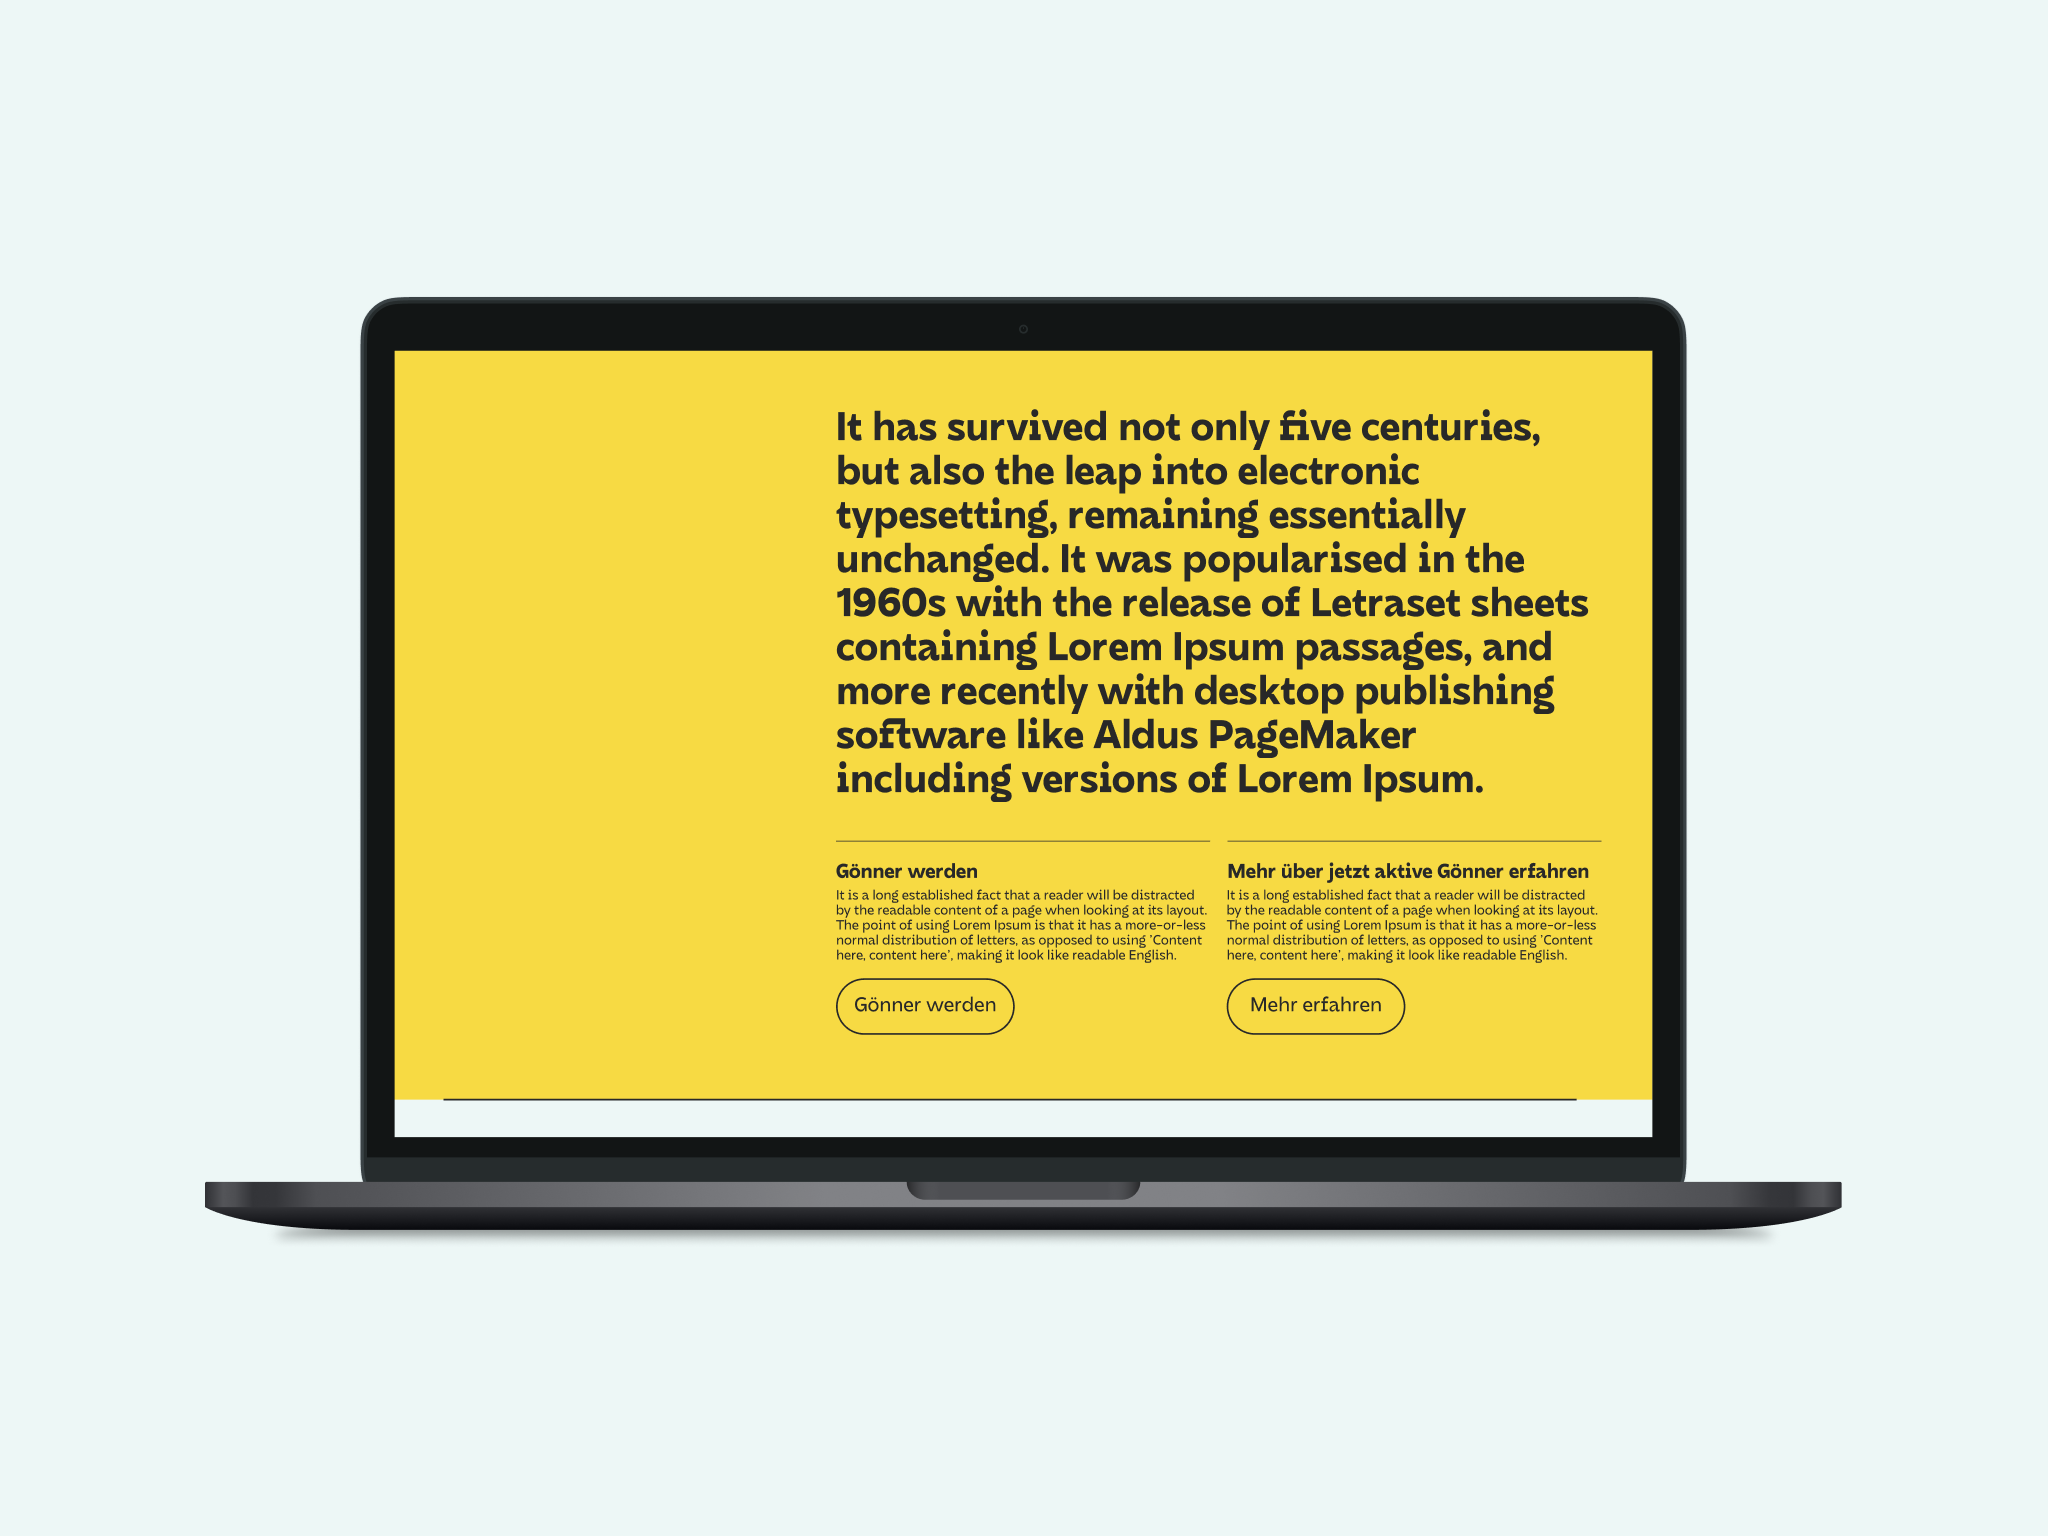 It has survived not only five centuries,
but also the leap into electronic
typesetting, remaining essentially
unchanged. It was popularised in the
1960s with the release of Letraset sheets
containing Lorem Ipsum passages, and
more recently with desktop publishing
software like Aldus PageMaker
including versions of Lorem Ipsum.
Gönner werden
It is a long established fact that a reader will be distracted
by the readable content of a page when looking at its layout.
The point of using Lorem Ipsum is that it has a more-or-less
normal distribution of letters, as opposed to using 'Content
here, content here', making it look like readable English.
Gönner werden
Mehr über jetzt aktive Gönner erfahren
It is a long established fact that a reader will be distracted
by the readable content of a page when looking at its layout.
The point of using Lorem Ipsum is that it has a more-or-less
normal distribution of letters, as opposed to using 'Content
here, content here', making it look like readable English.
Mehr erfahren